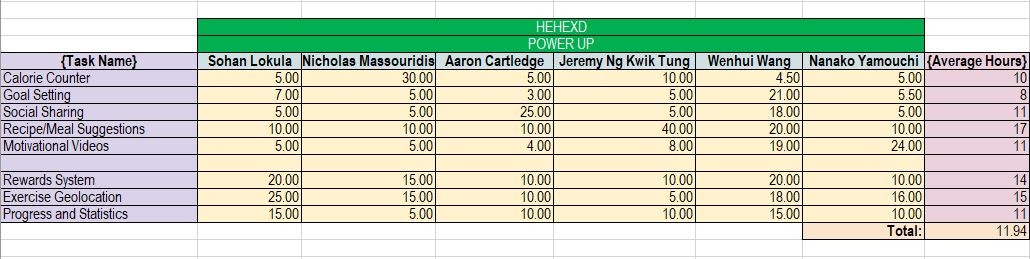 HEHEXD
POWER UP
{Task Name} Sohan Lokula Nicholas Massouridis Aaron Cartledge Jeremy Ng Kwik Tung Wenhui Wang Nanako Yamouchi {Average Hours}
Calorie Counter 5.00 30.00 5.00 10.00 4.50 5.00 10
Goal Setting 7.00 5.00 3.00 5.00 21.00 5.50 8
Social Sharing 5.00 5.00 25.00 5.00 18.00 5.00 11
Recipe/Meal Suggestions 10.00 10.00 10.00 40.00 20.00 10.00 17
Motivational Videos 5.00 5.00 4.00 8.00 19.00 24.00 11
Rewards System 20.00 15.00 10.00 10.00 20.00 10.00 14
Exercise Geolocation 25.00 15.00 10.00 5.00 18.00 16.00 15
Progress and Statistics 15.00 5.00 10.00 10.00 15.00 10.00 11
Total: 11.94